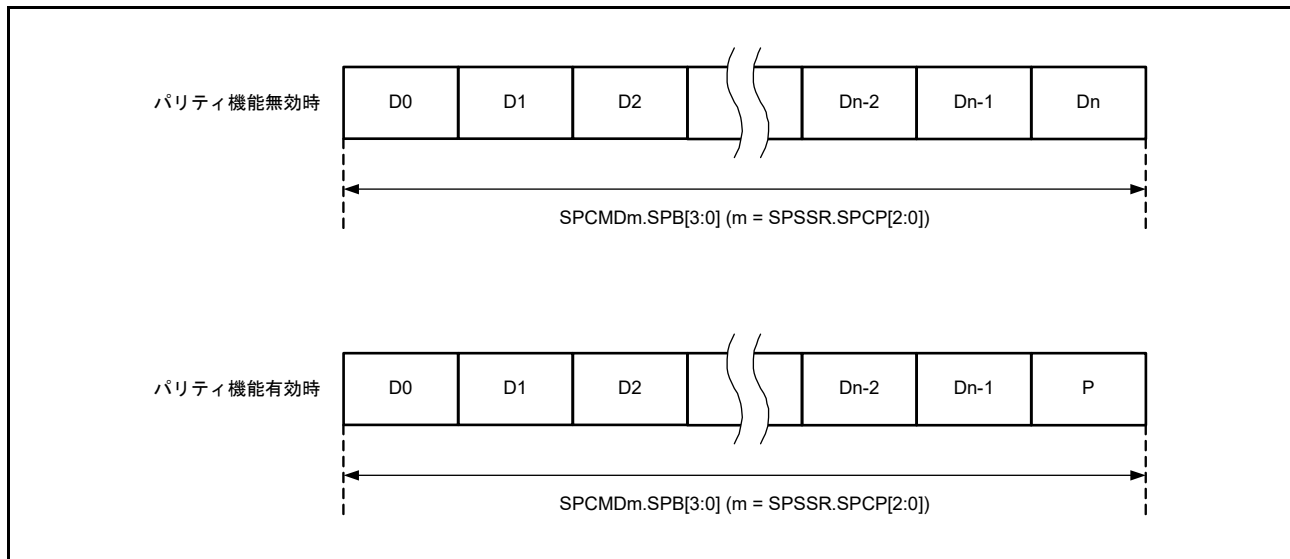 パリティ機能無効時 D0 D1 D2 Dn-2 Dn-1 Dn
SPCMDm.SPB[3:0] (m = SPSSR.SPCP[2:0])
パリティ機能有効時 D0 D1 D2 Dn-2 Dn-1 P
SPCMDm.SPB[3:0] (m = SPSSR.SPCP[2:0])